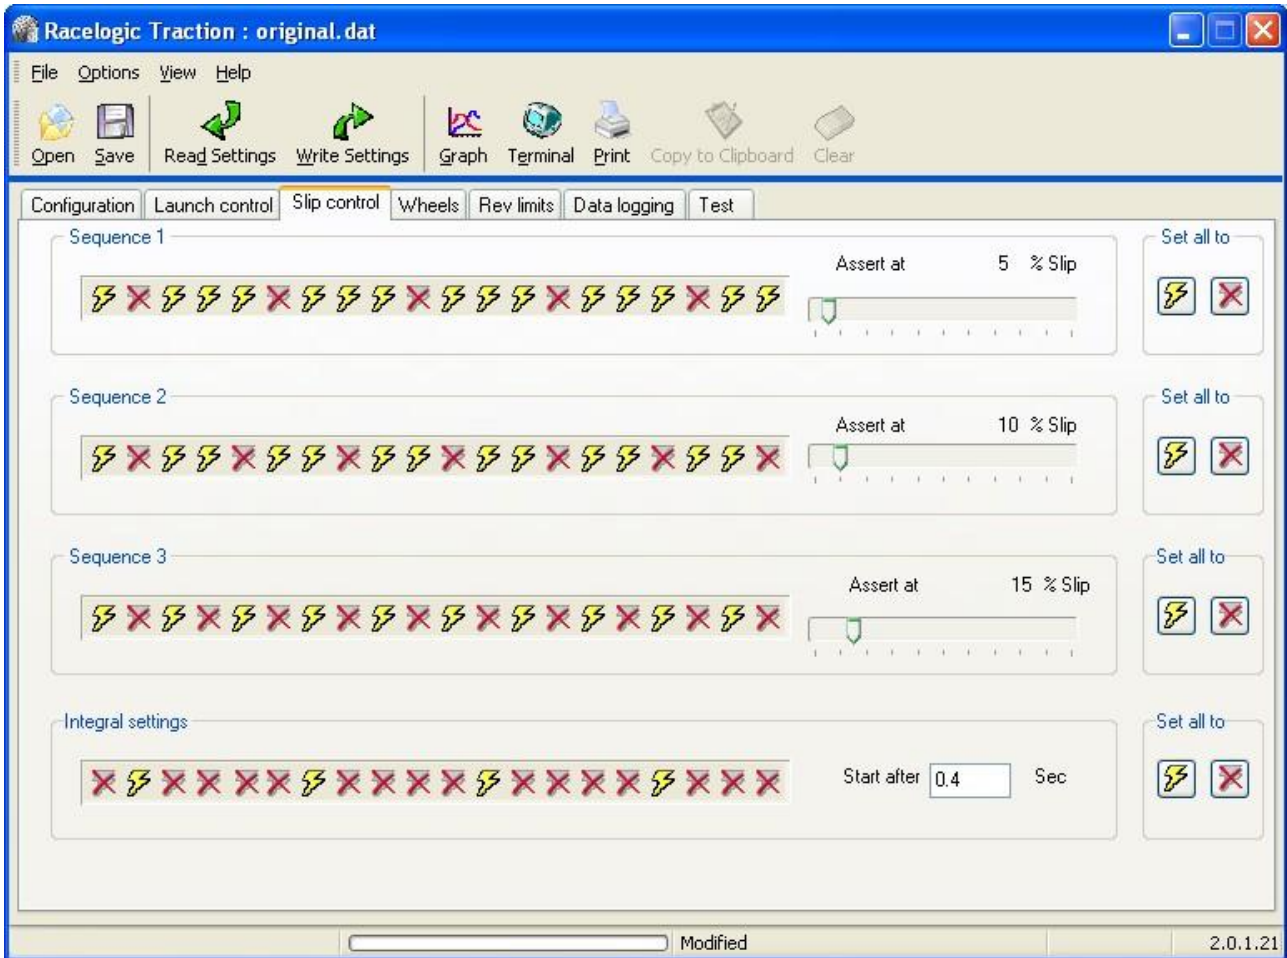 Racelogic Traction : original.dat
File Options View Help
Open Save Read Settings Write Settings Graph Terminal Print Copy to Clipboard Clear
Configuration Launch control Slip control Wheels Rev limits Data logging Test
Sequence 1 Set all to
Assert at 5 % Slip
Sequence 2 Set all to
Assert at 10 % Slip
Sequence 3 Set all to
Assert at 15 % Slip
Integral settings Set all to
Start after 0.4 Sec
Modified 2.0.1.21